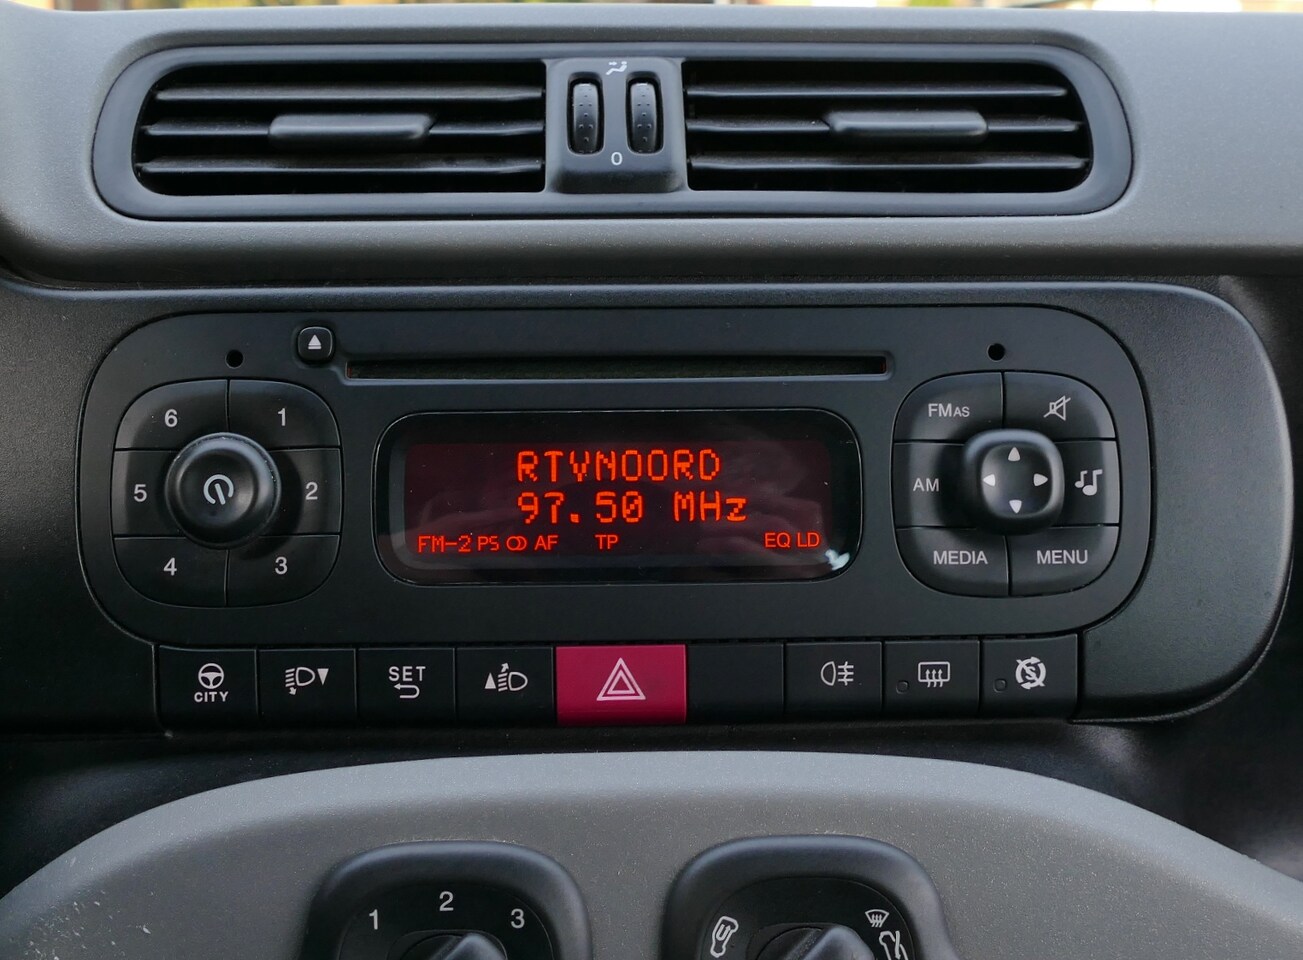 0
6 1
FMAS
5 2
AM
4 3
MEDIA MENU
RTVNOORD
97.50 MHz
FM-2 PS AF TP EQ LD
CITY
SET
1 2 3